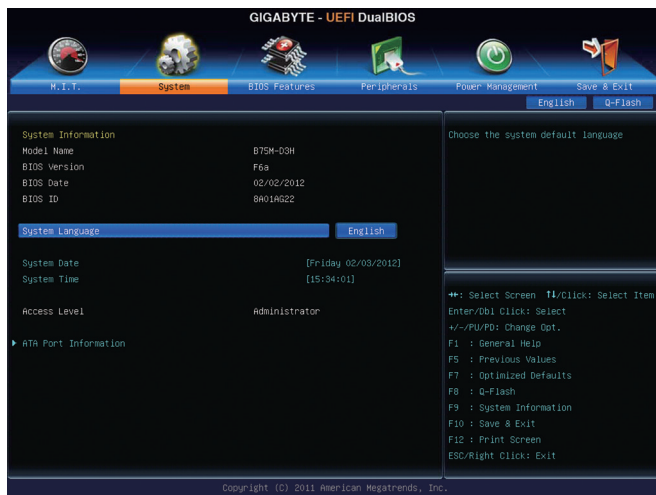 GIGABYTE - UEFI DualBIOS
M.I.T.
System
BIOS Features
Peripherals
Power Management
Save & Exit
English
Q-Flash
System Information
Model Name B75M-D3H
BIOS Version F6a
BIOS Date 02/02/2012
BIOS ID 8A01AG22
System Language English
System Date [Friday 02/03/2012]
System Time [15:34:01]
Access Level Administrator
ATA Port Information
Choose the system default language
→←: Select Screen ↑↓/Click: Select Item
Enter/Dbl Click: Select
+/-/PU/PD: Change Opt.
F1 : General Help
F5 : Previous Values
F7 : Optimized Defaults
F8 : Q-Flash
F9 : System Information
F10 : Save & Exit
F12 : Print Screen
ESC/Right Click: Exit
Copyright (C) 2011 American Megatrends, Inc.